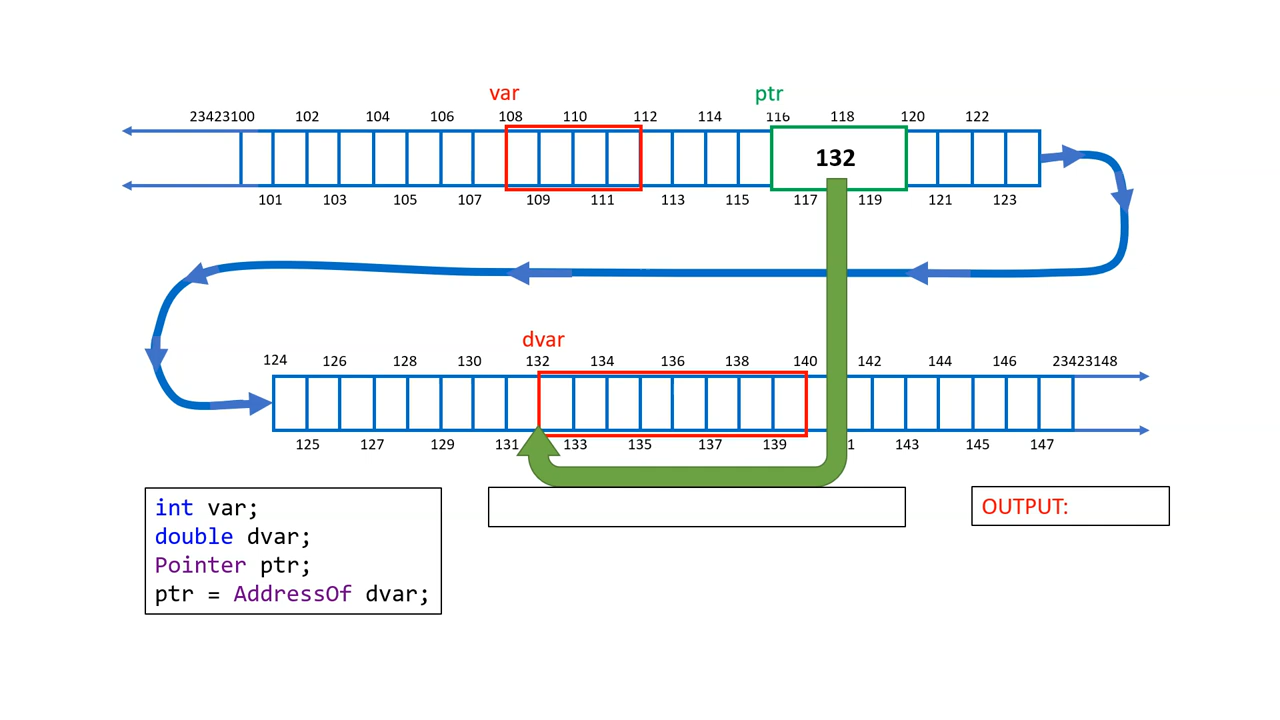 var ptr
23423100 102 104 106 108 110 112 114 116 118 120 122
132
101 103 105 107 109 111 113 115 117 119 121 123
dvar
124 126 128 130 132 134 136 138 140 142 144 146 23423148
125 127 129 131 133 135 137 139 1 143 145 147
int var;
double dvar;
Pointer ptr;
ptr = AddressOf dvar;
OUTPUT: